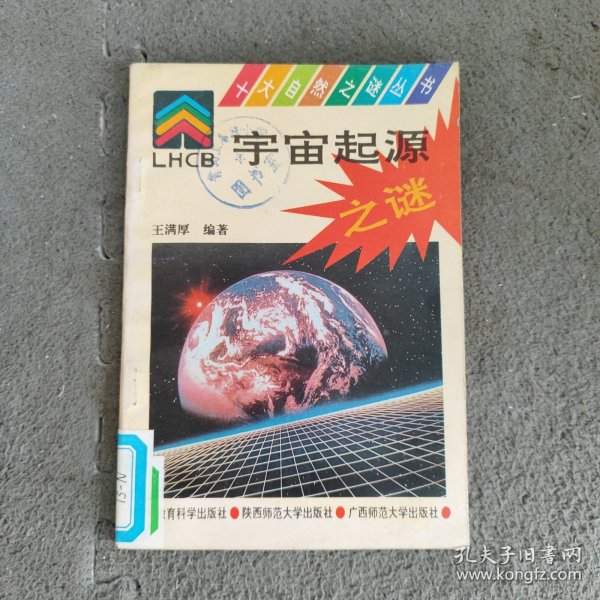 十大自然之谜丛书
LHCB
宇宙起源
之谜
王满厚 编著
育科学出版社●陕西师范大学出版社●广西师范大学出版社●
孔夫子旧书网
www.kongfz.com